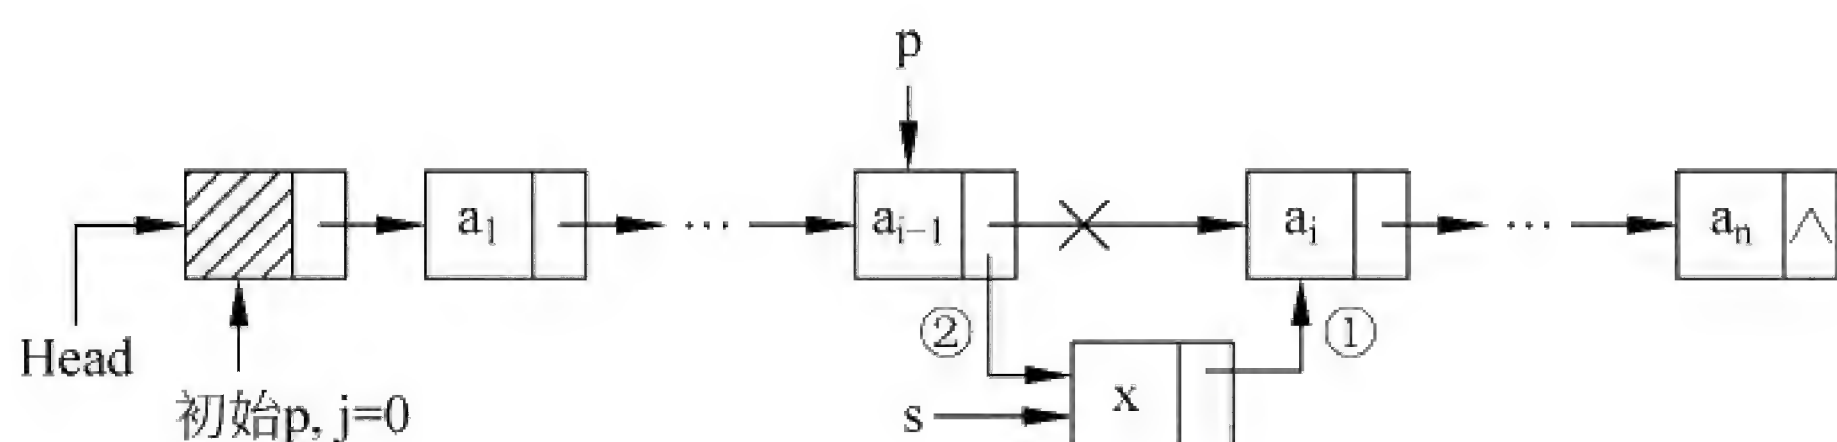 p
a₁ ··· aᵢ₋₁ aᵢ ··· aₙ ∧
② ①
Head
x
s
初始p, j=0